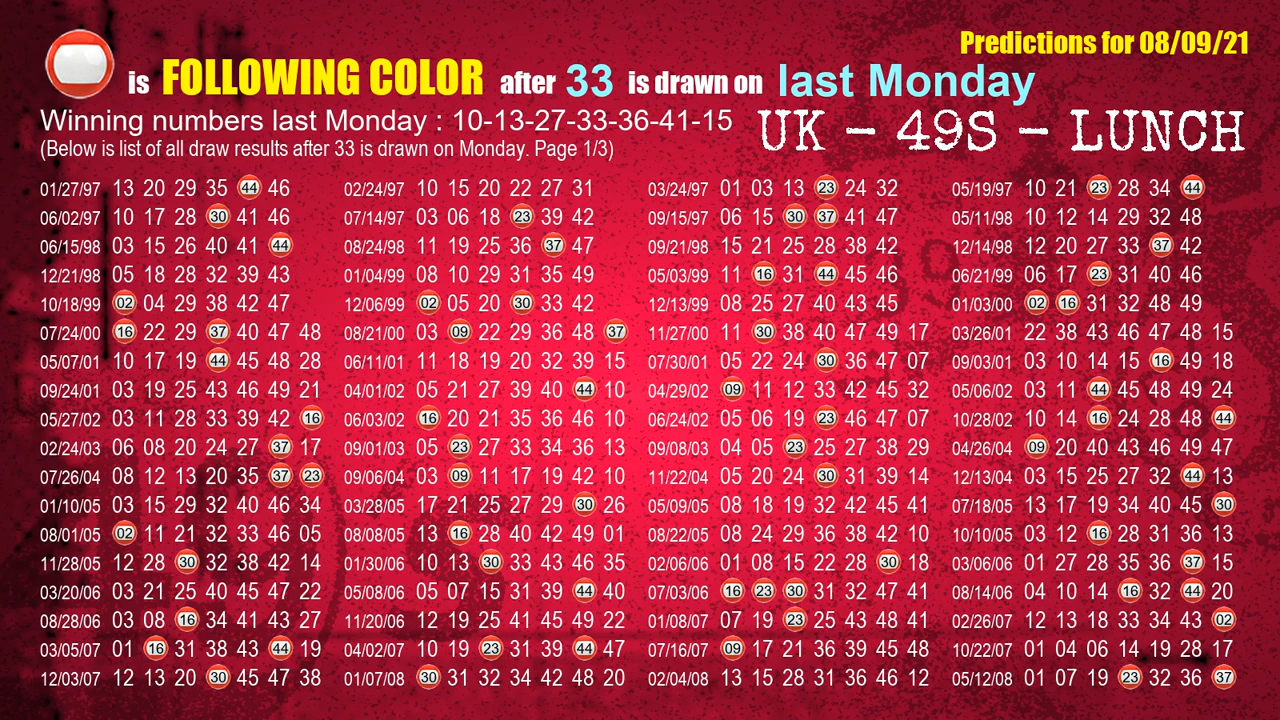 Predictions for 08/09/21
is FOLLOWING COLOR after 33 is drawn on last Monday
Winning numbers last Monday : 10-13-27-33-36-41-15
UK - 49S - LUNCH
(Below is list of all draw results after 33 is drawn on Monday. Page 1/3)
01/27/97 13 20 29 35 44 46 02/24/97 10 15 20 22 27 31 03/24/97 01 03 13 23 24 32 05/19/97 10 21 23 28 34 44
06/02/97 10 17 28 30 41 46 07/14/97 03 06 18 23 39 42 09/15/97 06 15 30 37 41 47 05/11/98 10 12 14 29 32 48
06/15/98 03 15 26 40 41 44 08/24/98 11 19 25 36 37 47 09/21/98 15 21 25 28 38 42 12/14/98 12 20 27 33 37 42
12/21/98 05 18 28 32 39 43 01/04/99 08 10 29 31 35 49 05/03/99 11 16 31 44 45 46 06/21/99 06 17 23 31 40 46
10/18/99 02 04 29 38 42 47 12/06/99 02 05 20 30 33 42 12/13/99 08 25 27 40 43 45 01/03/00 02 16 31 32 48 49
07/24/00 16 22 29 37 40 47 48 08/21/00 03 09 22 29 36 48 37 11/27/00 11 30 38 40 47 49 17 03/26/01 22 38 43 46 47 48 15
05/07/01 10 17 19 44 45 48 28 06/11/01 11 18 19 20 32 39 15 07/30/01 05 22 24 30 36 47 07 09/03/01 03 10 14 15 16 49 18
09/24/01 03 19 25 43 46 49 21 04/01/02 05 21 27 39 40 44 10 04/29/02 09 11 12 33 42 45 32 05/06/02 03 11 44 45 48 49 24
05/27/02 03 11 28 33 39 42 16 06/03/02 16 20 21 35 36 46 10 06/24/02 05 06 19 23 46 47 07 10/28/02 10 14 16 24 28 48 44
02/24/03 06 08 20 24 27 37 17 09/01/03 05 23 27 33 34 36 13 09/08/03 04 05 23 25 27 38 29 04/26/04 09 20 40 43 46 49 47
07/26/04 08 12 13 20 35 37 23 09/06/04 03 09 11 17 19 42 10 11/22/04 05 20 24 30 31 39 14 12/13/04 03 15 25 27 32 44 13
01/10/05 03 15 29 32 40 46 34 03/28/05 17 21 25 27 29 30 26 05/09/05 08 18 19 32 42 45 41 07/18/05 13 17 19 34 40 45 30
08/01/05 02 11 21 32 33 46 05 08/08/05 13 16 28 40 42 49 01 08/22/05 08 24 29 36 38 42 10 10/10/05 03 12 16 28 31 36 13
11/28/05 12 28 30 32 38 42 14 01/30/06 10 13 30 33 43 46 35 02/06/06 01 08 15 22 28 30 18 03/06/06 01 27 28 35 36 37 15
03/20/06 03 21 25 40 45 47 22 05/08/06 05 07 15 31 39 44 40 07/03/06 16 23 30 31 32 47 41 08/14/06 04 10 14 16 32 44 20
08/28/06 03 08 16 34 41 43 27 11/20/06 12 19 25 41 45 49 22 01/08/07 07 19 23 25 43 48 41 02/26/07 12 13 18 33 34 43 02
03/05/07 01 16 31 38 43 44 19 04/02/07 10 19 23 31 39 44 48 07/16/07 09 17 21 39 45 48 47 10/22/07 01 04 06 14 19 28 17
12/03/07 12 13 20 30 45 47 38 01/07/08 30 31 32 34 42 48 20 02/04/08 13 15 28 31 36 46 12 05/12/08 01 07 19 23 32 36 37